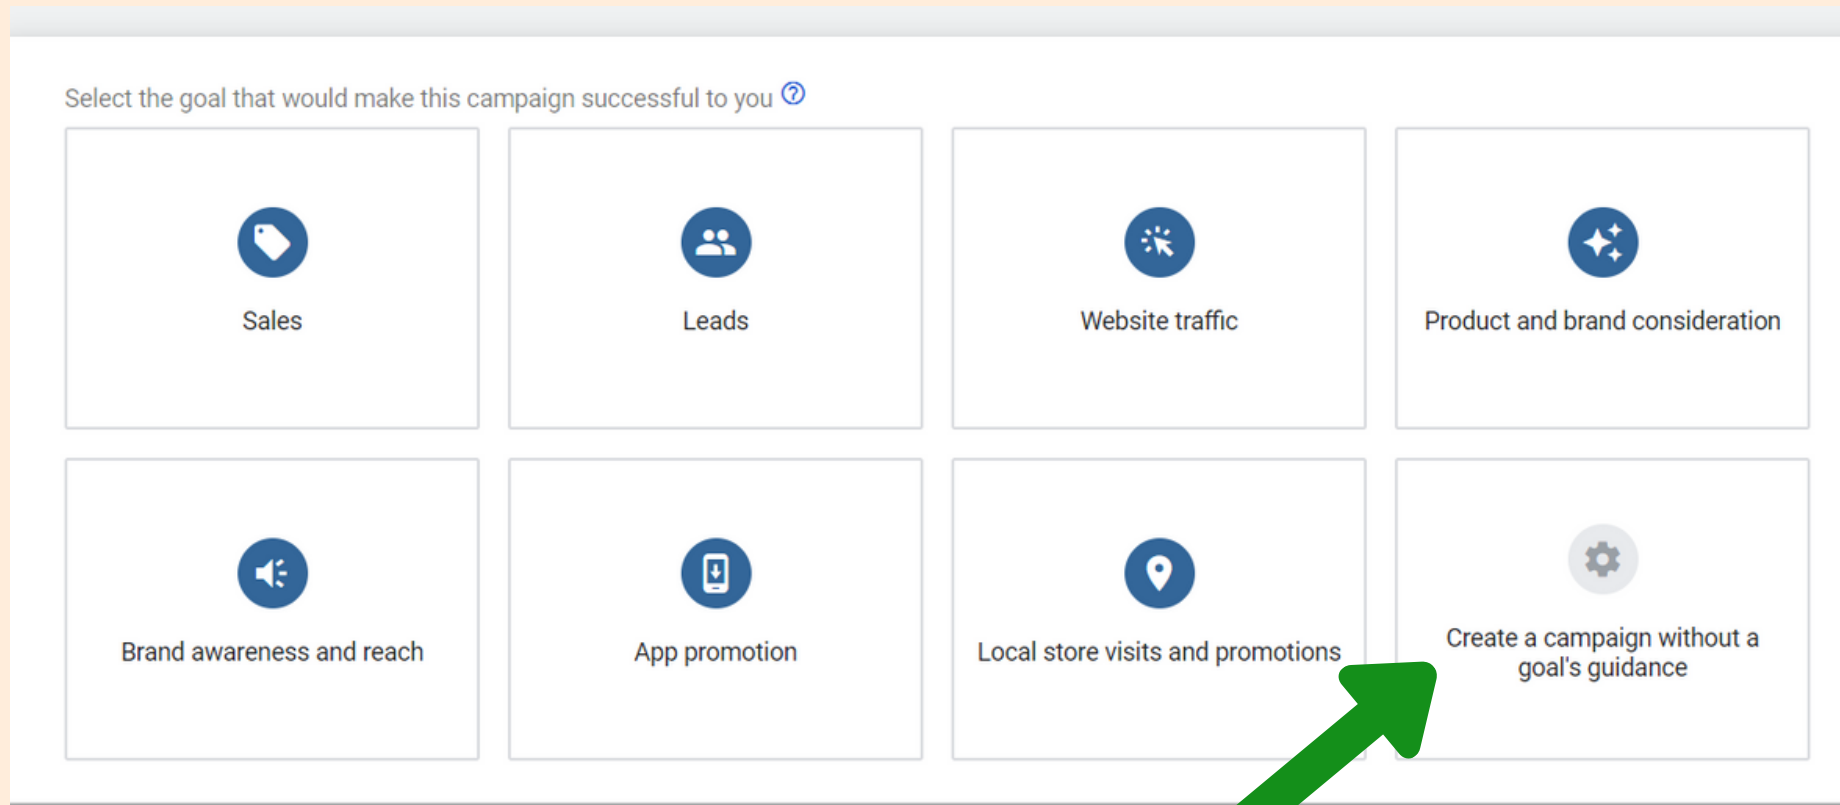 Select the goal that would make this campaign successful to you
Sales
Leads
Website traffic
Product and brand consideration
Brand awareness and reach
App promotion
Local store visits and promotions
Create a campaign without a
goal's guidance